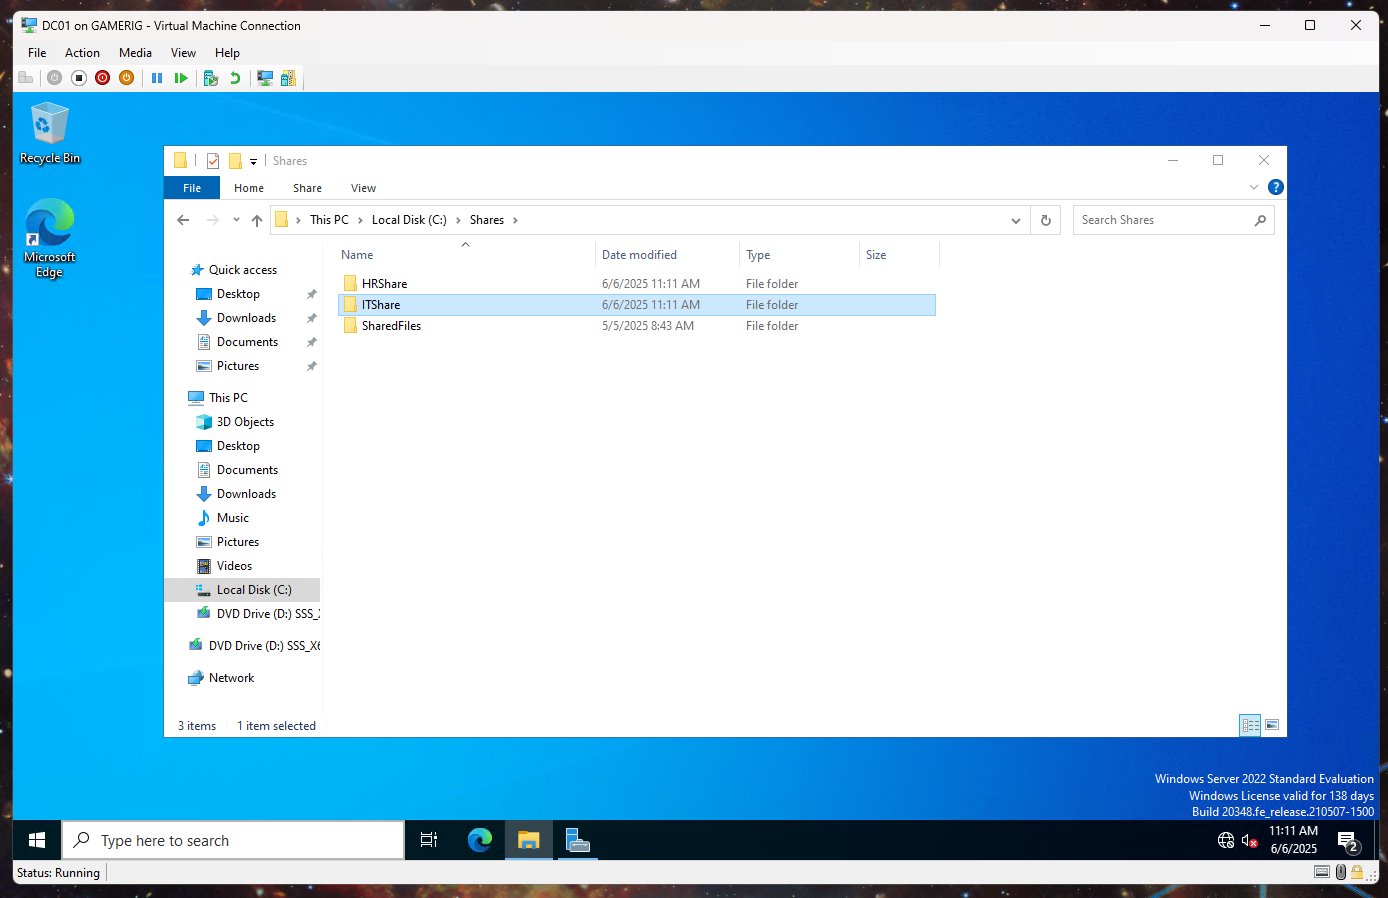 DC01 on GAMERIG - Virtual Machine Connection
File Action Media View Help
Recycle Bin
Microsoft Edge
Shares
File Home Share View
This PC > Local Disk (C:) > Shares >
Search Shares
Name Date modified Type Size
HRShare 6/6/2025 11:11 AM File folder
ITShare 6/6/2025 11:11 AM File folder
SharedFiles 5/5/2025 8:43 AM File folder
Quick access
Desktop
Downloads
Documents
Pictures
This PC
3D Objects
Desktop
Documents
Downloads
Music
Pictures
Videos
Local Disk (C:)
DVD Drive (D:) SSS_
DVD Drive (D:) SSS_X6
Network
3 items 1 item selected
Windows Server 2022 Standard Evaluation
Windows License valid for 138 days
Build 20348.fe_release.210507-1500
Type here to search
11:11 AM
6/6/2025
2
Status: Running